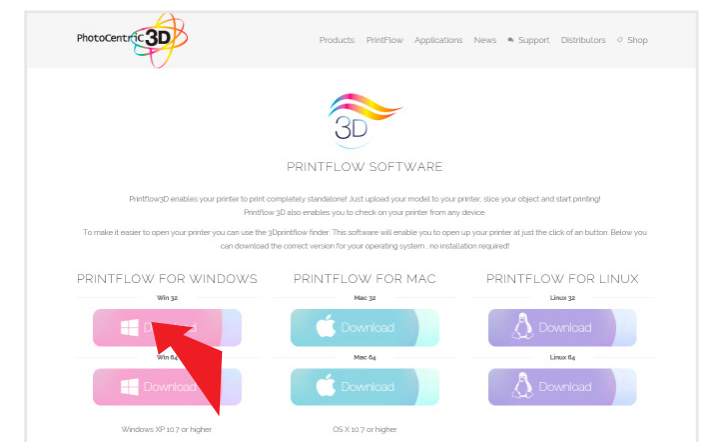 PhotoCentric 3D
Products PrintFlow Applications News Support Distributors Shop
3D
PRINTFLOW SOFTWARE
Printflow3D enables your printer to print completely standalone! Just upload your model to your printer, slice your object and start printing!
Printflow 3D also enables you to check on your printer from any device.
To make it easier to open your printer you can use the 3Dprintflow finder. This software will enable you to open up your printer at just the click of an button. Below you
can download the correct version for your operating system , no installation required!
PRINTFLOW FOR WINDOWS PRINTFLOW FOR MAC PRINTFLOW FOR LINUX
Win 32 Mac 32 Linux 32
Download Download
Win 64 Mac 64 Linux 64
Download Download Download
Windows XP 10.7 or higher. OS X 10.7 or higher